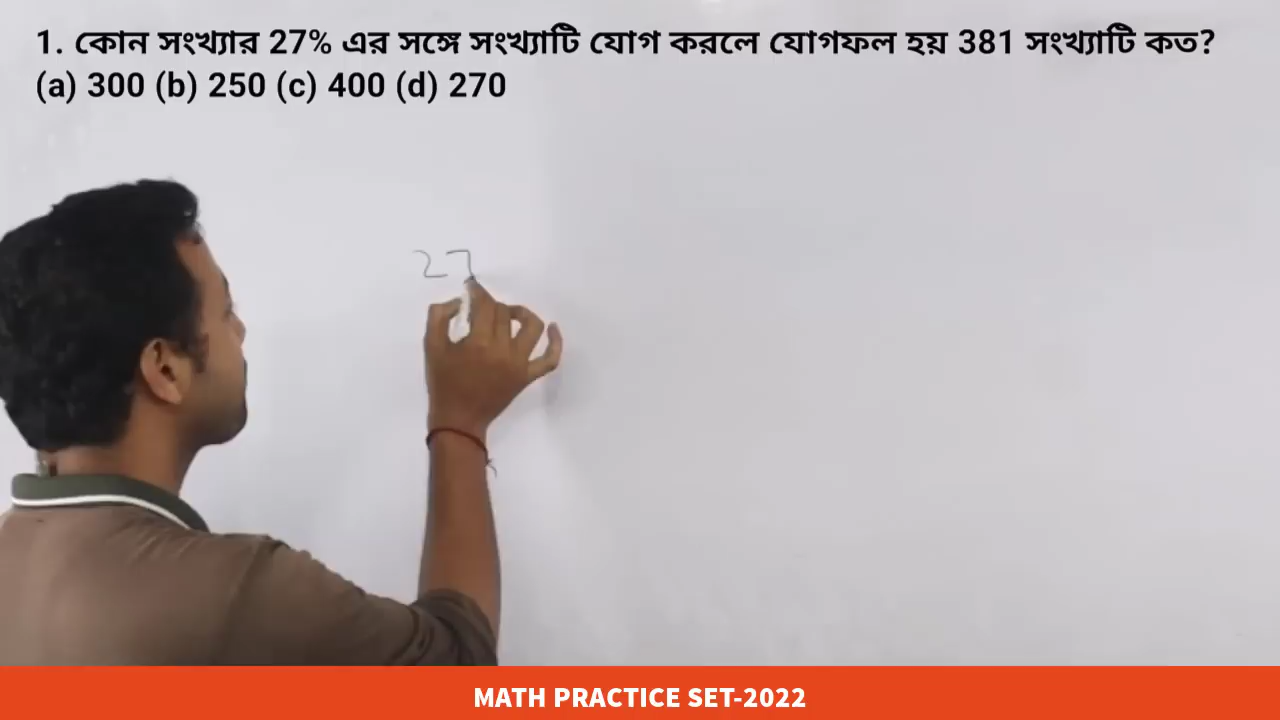 1. কোন সংখ্যার 27% এর সঙ্গে সংখ্যাটি যোগ করলে যোগফল হয় 381 সংখ্যাটি কত?
(a) 300 (b) 250 (c) 400 (d) 270
27
MATH PRACTICE SET-2022